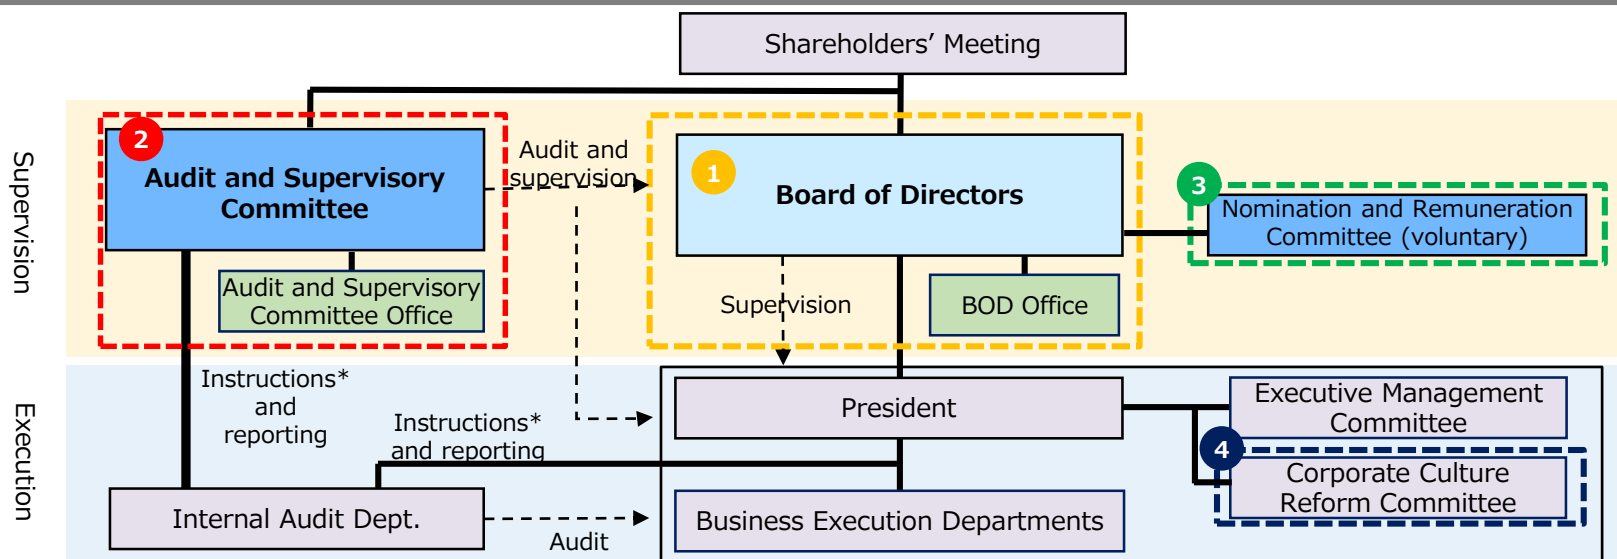 Shareholders’ Meeting
Supervision
2
Audit and Supervisory
Committee
Audit and
supervision
1
Board of Directors
3
Nomination and Remuneration
Committee (voluntary)
Audit and Supervisory
Committee Office
Supervision
BOD Office
Execution
Instructions*
and
reporting
Instructions*
and reporting
President
Executive Management
Committee
4
Corporate Culture
Reform Committee
Internal Audit Dept.
Audit
Business Execution Departments